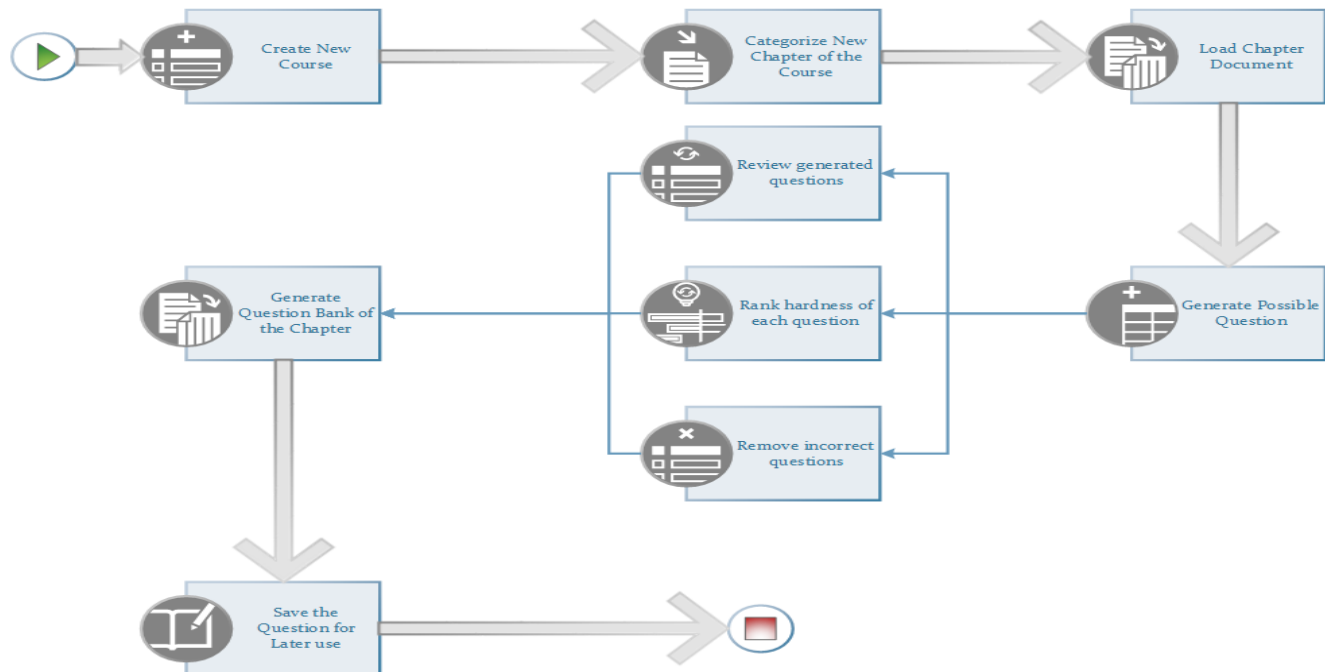 Create New
Course
Categorize New
Chapter of the
Course
Load Chapter
Document
Review generated
questions
Generate
Question Bank of
the Chapter
Rank hardness of
each question
Generate Possible
Question
Remove incorrect
questions
Save the
Question for
Later use